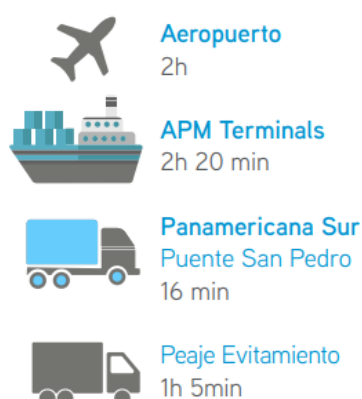 Aeropuerto
2h
APM Terminals
2h 20 min
Panamericana Sur
Puente San Pedro
16 min
Peaje Evitamiento
1h 5min